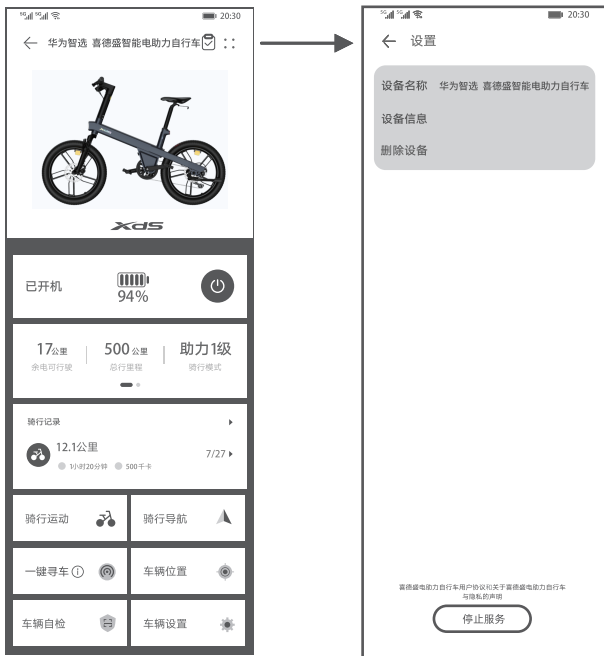 5G 5G 20:30
华为智选 喜德盛智能电助力自行车
XDS
已开机
94%
17公里
500公里
助力1级
余电可行驶
总行里程
骑行模式
骑行记录
12.1公里
1小时20分钟 500千卡
7/27
骑行运动
骑行导航
一键寻车
车辆位置
车辆自检
车辆设置
5G 5G 20:30
设置
设备名称 华为智选 喜德盛智能电助力自行车
设备信息
删除设备
喜德盛电助力自行车用户协议和关于喜德盛电助力自行车
与隐私的声明
停止服务